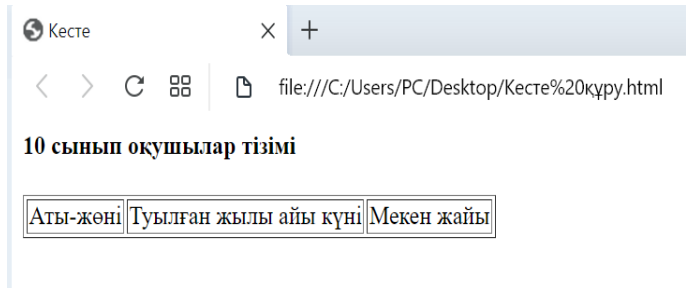 Кесте
file:///C:/Users/PC/Desktop/Кесте%20құру.html
10 сынып оқушылар тізімі
Аты-жөні Туылған жылы айы күні Мекен жайы